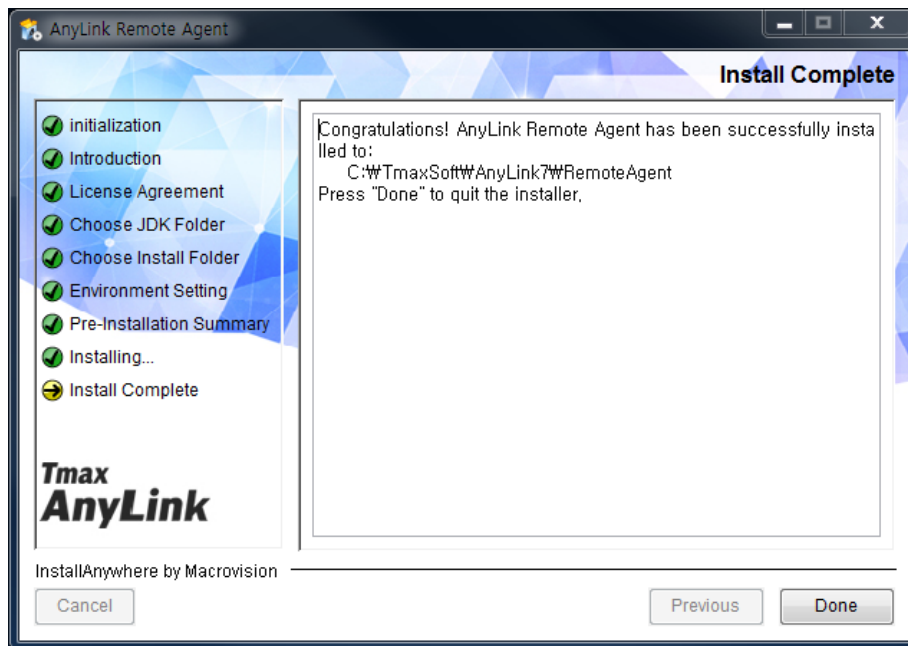 AnyLink Remote Agent
Install Complete
initialization
Introduction
License Agreement
Choose JDK Folder
Choose Install Folder
Environment Setting
Pre-Installation Summary
Installing...
Install Complete
Congratulations! AnyLink Remote Agent has been successfully insta
lled to:
C:₩TmaxSoft₩AnyLink7₩RemoteAgent
Press "Done" to quit the installer.
Tmax
AnyLink
InstallAnywhere by Macrovision
Cancel
Previous
Done